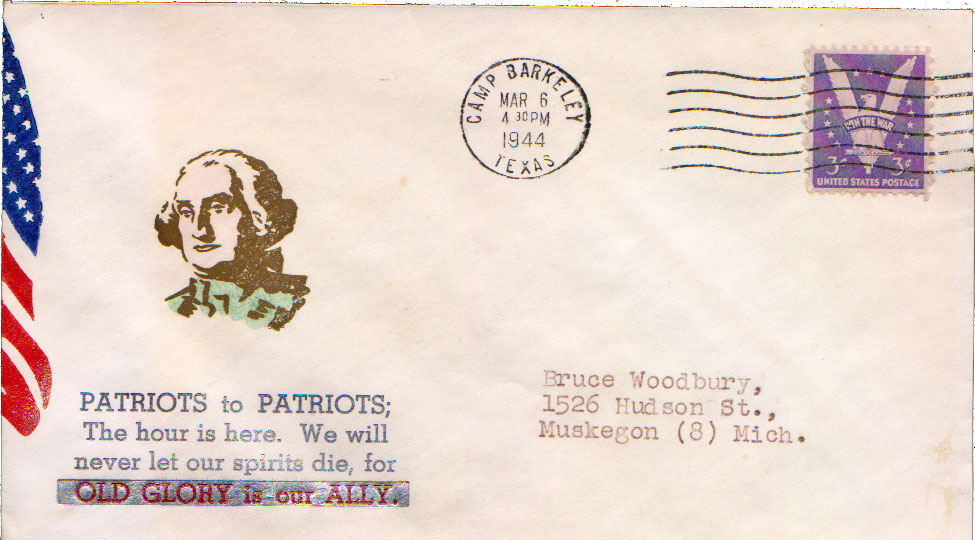 CAMP BARKELEY
MAR 6
4 30 PM
1944
TEXAS
WIN THE WAR
3¢ 3¢
UNITED STATES POSTAGE
PATRIOTS to PATRIOTS;
The hour is here. We will
never let our spirits die, for
OLD GLORY is our ALLY.
Bruce Woodbury,
1526 Hudson St.,
Muskegon (8) Mich.